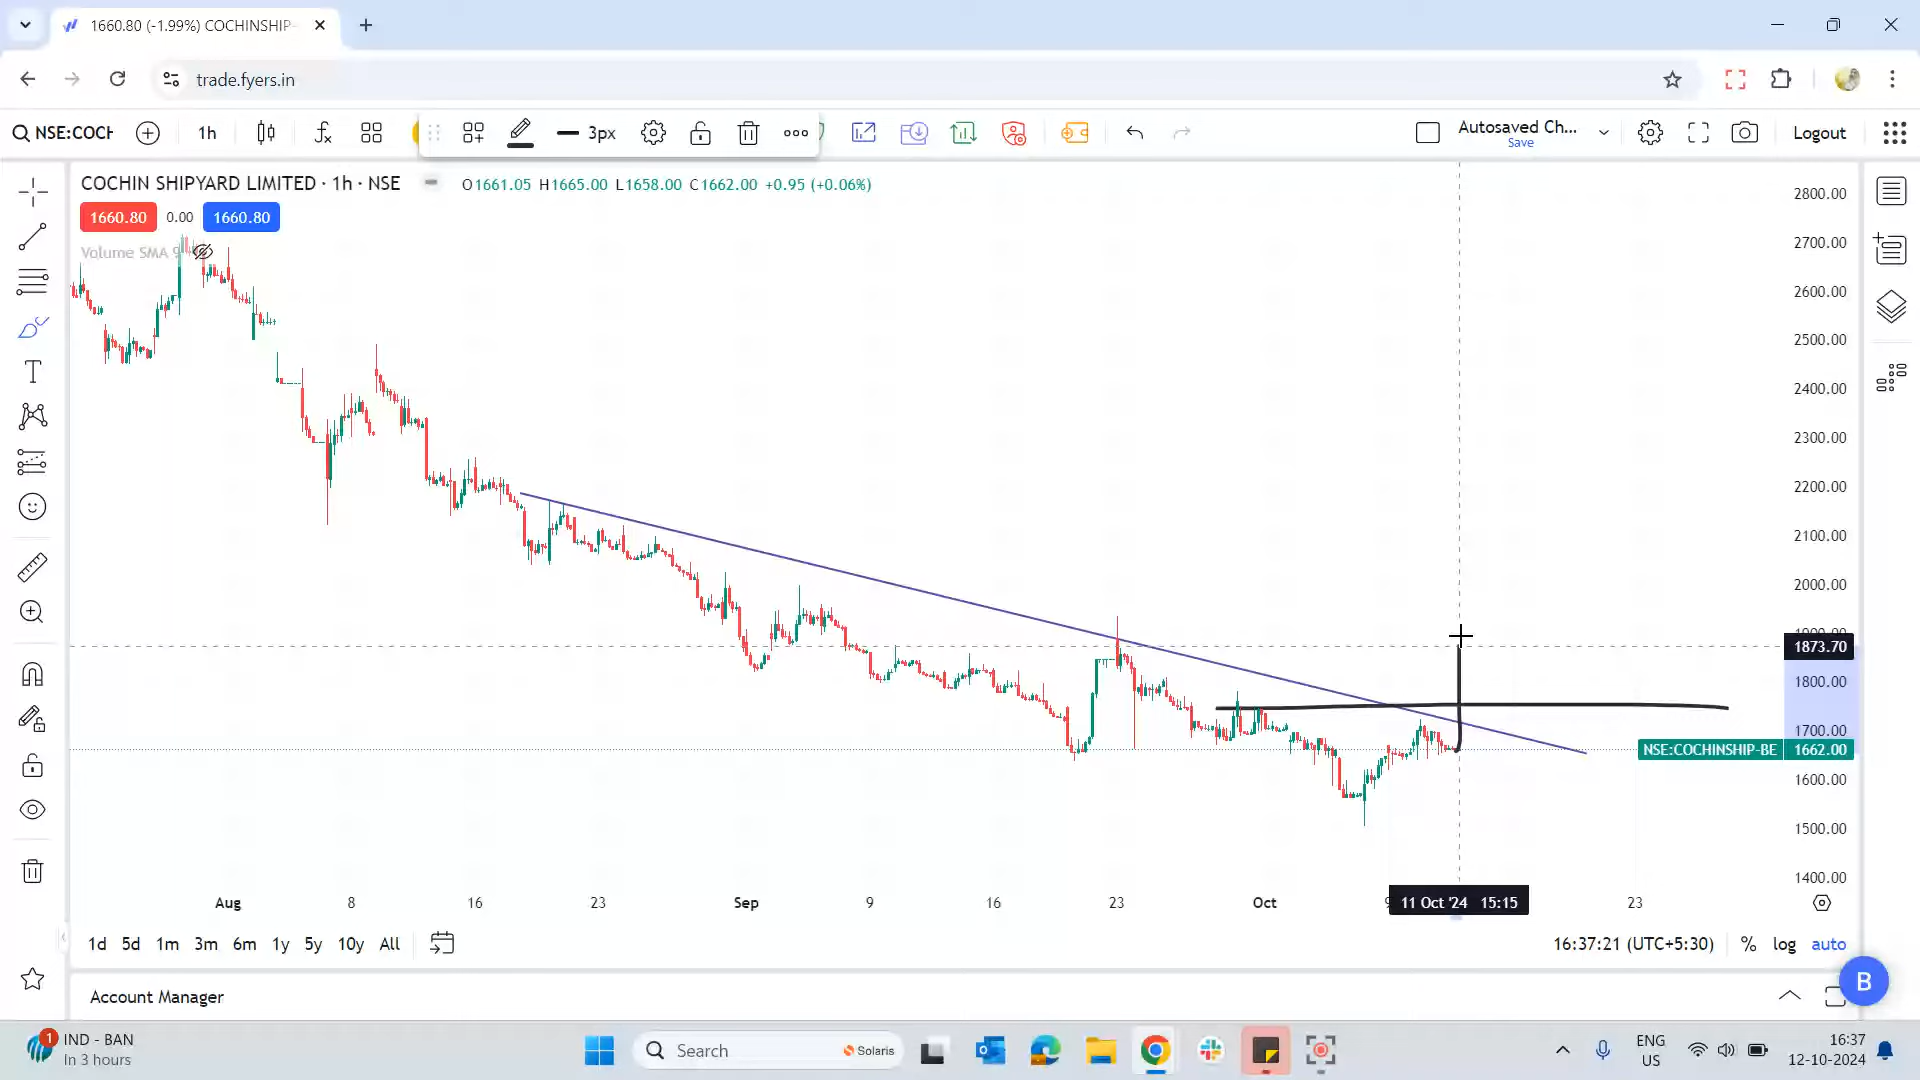 1660.80 (-1.99%) COCHINSHIP-
trade.fyers.in
NSE:COCH
1h
3px
Autosaved Ch...
Save
Logout
COCHIN SHIPYARD LIMITED · 1h · NSE
O1661.05 H1665.00 L1658.00 C1662.00 +0.95 (+0.06%)
1660.80
0.00
1660.80
Volume SMA 9
2800.00
2700.00
2600.00
2500.00
2400.00
2300.00
2200.00
2100.00
2000.00
1873.70
1800.00
1700.00
NSE:COCHINSHIP-BE 1662.00
1600.00
1500.00
1400.00
Aug 8 16 23 Sep 9 16 23 Oct 11 Oct '24 15:15 23
1d 5d 1m 3m 6m 1y 5y 10y All
16:37:21 (UTC+5:30) % log auto
Account Manager
B
1
IND - BAN
In 3 hours
Search
Solaris
ENG
US
16:37
12-10-2024